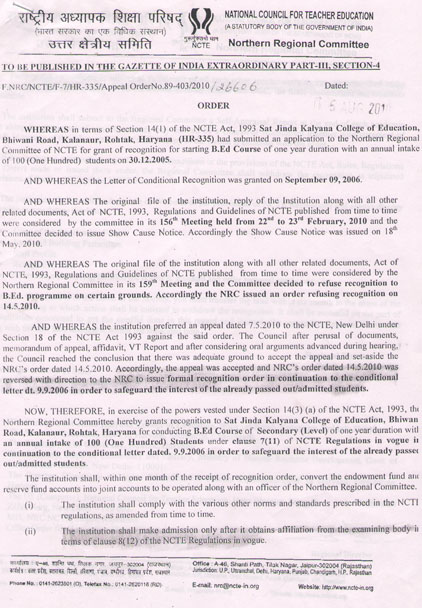 राष्ट्रीय अध्यापक शिक्षा परिषद्
(भारत सरकार का एक विधिक संस्थान)
उत्तर क्षेत्रीय समिति
NCTE
NATIONAL COUNCIL FOR TEACHER EDUCATION
(A STATUTORY BODY OF THE GOVERNMENT OF INDIA)
Northern Regional Committee
TO BE PUBLISHED IN THE GAZETTE OF INDIA EXTRAORDINARY PART-III, SECTION-4
F.NRC/NCTE/F-7/HR-335/Appeal OrderNo.89-403/2010/26606 Dated:
ORDER
WHEREAS in terms of Section 14(1) of the NCTE Act, 1993 Sat Jinda Kalyana College of Education,
Bhiwani Road, Kalanaur, Rohtak, Haryana (HR-335) had submitted an application to the Northern Regional
Committee of NCTE for grant of recognition for starting B.Ed Course of one year duration with an annual intake
of 100 (One Hundred) students on 30.12.2005.
AND WHEREAS the Letter of Conditional Recognition was granted on September 09, 2006.
AND WHEREAS The original file of the institution, reply of the Institution along with all other
related documents, Act of NCTE, 1993, Regulations and Guidelines of NCTE published from time to time
were considered by the committee in its 156th Meeting held from 22nd to 23rd February, 2010 and the
Committee decided to issue Show Cause Notice. Accordingly the Show Cause Notice was issued on 18th
May, 2010.
AND WHEREAS The original file of the institution along with all other related documents, Act of
NCTE, 1993, Regulations and Guidelines of NCTE published from time to time were considered by the
Northern Regional Committee in its 159th Meeting and the Committee decided to refuse recognition to
B.Ed. programme on certain grounds. Accordingly the NRC issued an order refusing recognition on
14.5.2010.
AND WHEREAS the institution preferred an appeal dated 7.5.2010 to the NCTE, New Delhi under
Section 18 of the NCTE Act 1993 against the said order. The Council after perusal of documents,
memorandum of appeal, affidavit, VT Report and after considering oral arguments advanced during hearing,
the Council reached the conclusion that there was adequate ground to accept the appeal and set-aside the
NRC's order dated 14.5.2010. Accordingly, the appeal was accepted and NRC's order dated 14.5.2010 was
reversed with direction to the NRC to issue formal recognition order in continuation to the conditional
letter dt. 9.9.2006 in order to safeguard the interest of the already passed out/admitted students.
NOW, THEREFORE, in exercise of the powers vested under Section 14(3) (a) of the NCTE Act, 1993, the
Northern Regional Committee hereby grants recognition to Sat Jinda Kalyana College of Education, Bhiwan
Road, Kalanaur, Rohtak, Haryana for conducting B.Ed Course of Secondary (Level) of one year duration with
an annual intake of 100 (One Hundred) Students under clause 7(11) of NCTE Regulations in vogue in
continuation to the conditional letter dated. 9.9.2006 in order to safeguard the interest of the already passed
out/admitted students.
The institution shall, within one month of the receipt of recognition order, convert the endowment and
reserve fund accounts into joint accounts to be operated along with an officer of the Northern Regional Committee.
(i) The institution shall comply with the various other norms and standards prescribed in the NCTE
regulations, as amended from time to time.
(ii) The institution shall make admission only after it obtains affiliation from the examining body in
terms of clause 8(12) of the NCTE Regulations in vogue.
Office : A-46, Shanti Path, Tilak Nagar, Jaipur-302004 (Rajasthan)
Jurisdiction: U.P., Uttranchal, Delhi, Haryana, Punjab, Chandigarh, H.P., Rajasthan
Phone No.: 0141-2623501 (O), Telefax No.: 0141-2620116 (RO) E-mail: nrc@ncte-in.org Website: http://www.ncte-in.org